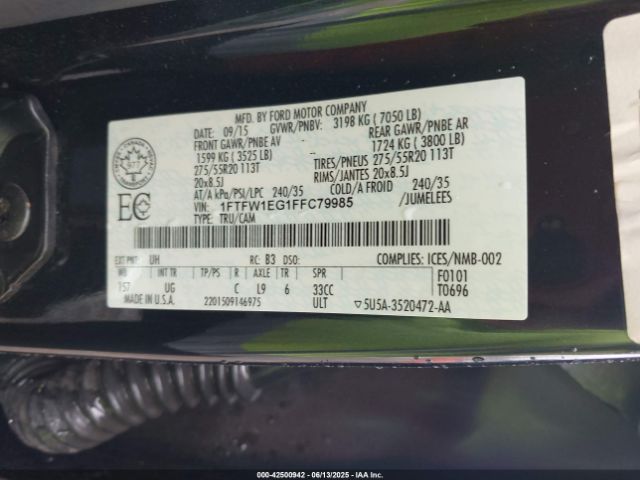 MFD. BY FORD MOTOR COMPANY
DATE: 09/15 GVWR/PNBV: 3198 KG ( 7050 LB)
FRONT GAWR/PNBE AV REAR GAWR/PNBE AR
1599 KG ( 3525 LB) 1724 KG ( 3800 LB)
275/55R20 113T TIRES/PNEUS 275/55R20 113T
20x8.5J RIMS/JANTES 20x8.5J
AT/A kPa/PSI/LPC 240/35 COLD/A FROID 240/35
VIN: 1FTFW1EG1FFC79985 /JUMELEES
TYPE: TRU/CAM
EC
EXT PNT: UH RC: B3 DSO: COMPLIES: ICES/NMB-002
WB INT TR TP/PS R AXLE TR SPR F0101
157 UG C L9 6 33CC T0696
MADE IN U.S.A. 2201509146975 ULT ▽5U5A-3520472-AA
000-42500942 - 06/13/2025 - IAA Inc.